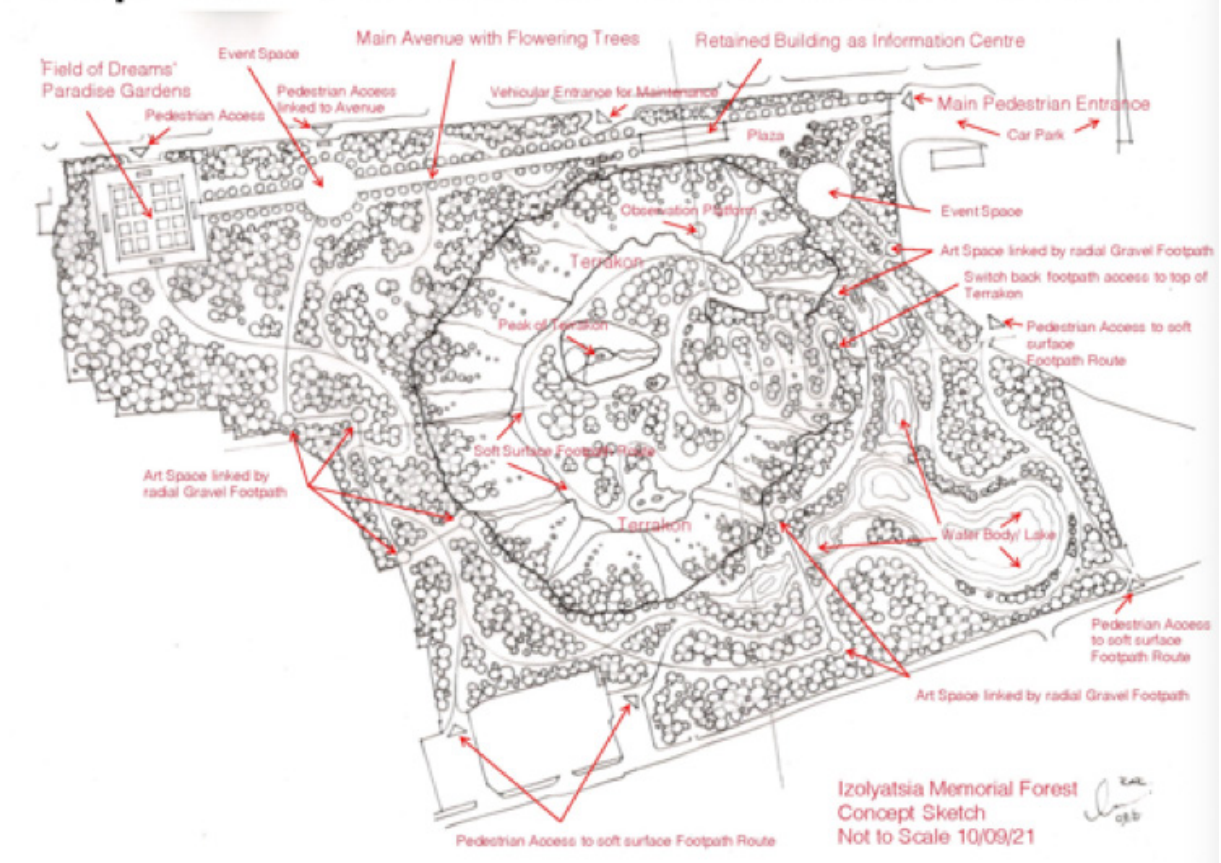 Main Avenue with Flowering Trees
Retained Building as Information Centre
Event Space
'Field of Dreams'
Paradise Gardens
Pedestrian Access
linked to Avenue
Vehicular Entrance for Maintenance
Main Pedestrian Entrance
Pedestrian Access
Plaza
Car Park
Observation Platform
Event Space
Terrakon
Art Space linked by radial Gravel Footpath
Switch back footpath access to top of
Terrakon
Peak of Terrakon
Pedestrian Access to soft
surface
Footpath Route
Soft Surface Footpath Route
Art Space linked by
radial Gravel Footpath
Terrakon
Water Body/ Lake
Pedestrian Access
to soft surface
Footpath Route
Art Space linked by radial Gravel Footpath
Izolyatsia Memorial Forest
Concept Sketch
Not to Scale 10/09/21
Pedestrian Access to soft surface Footpath Route